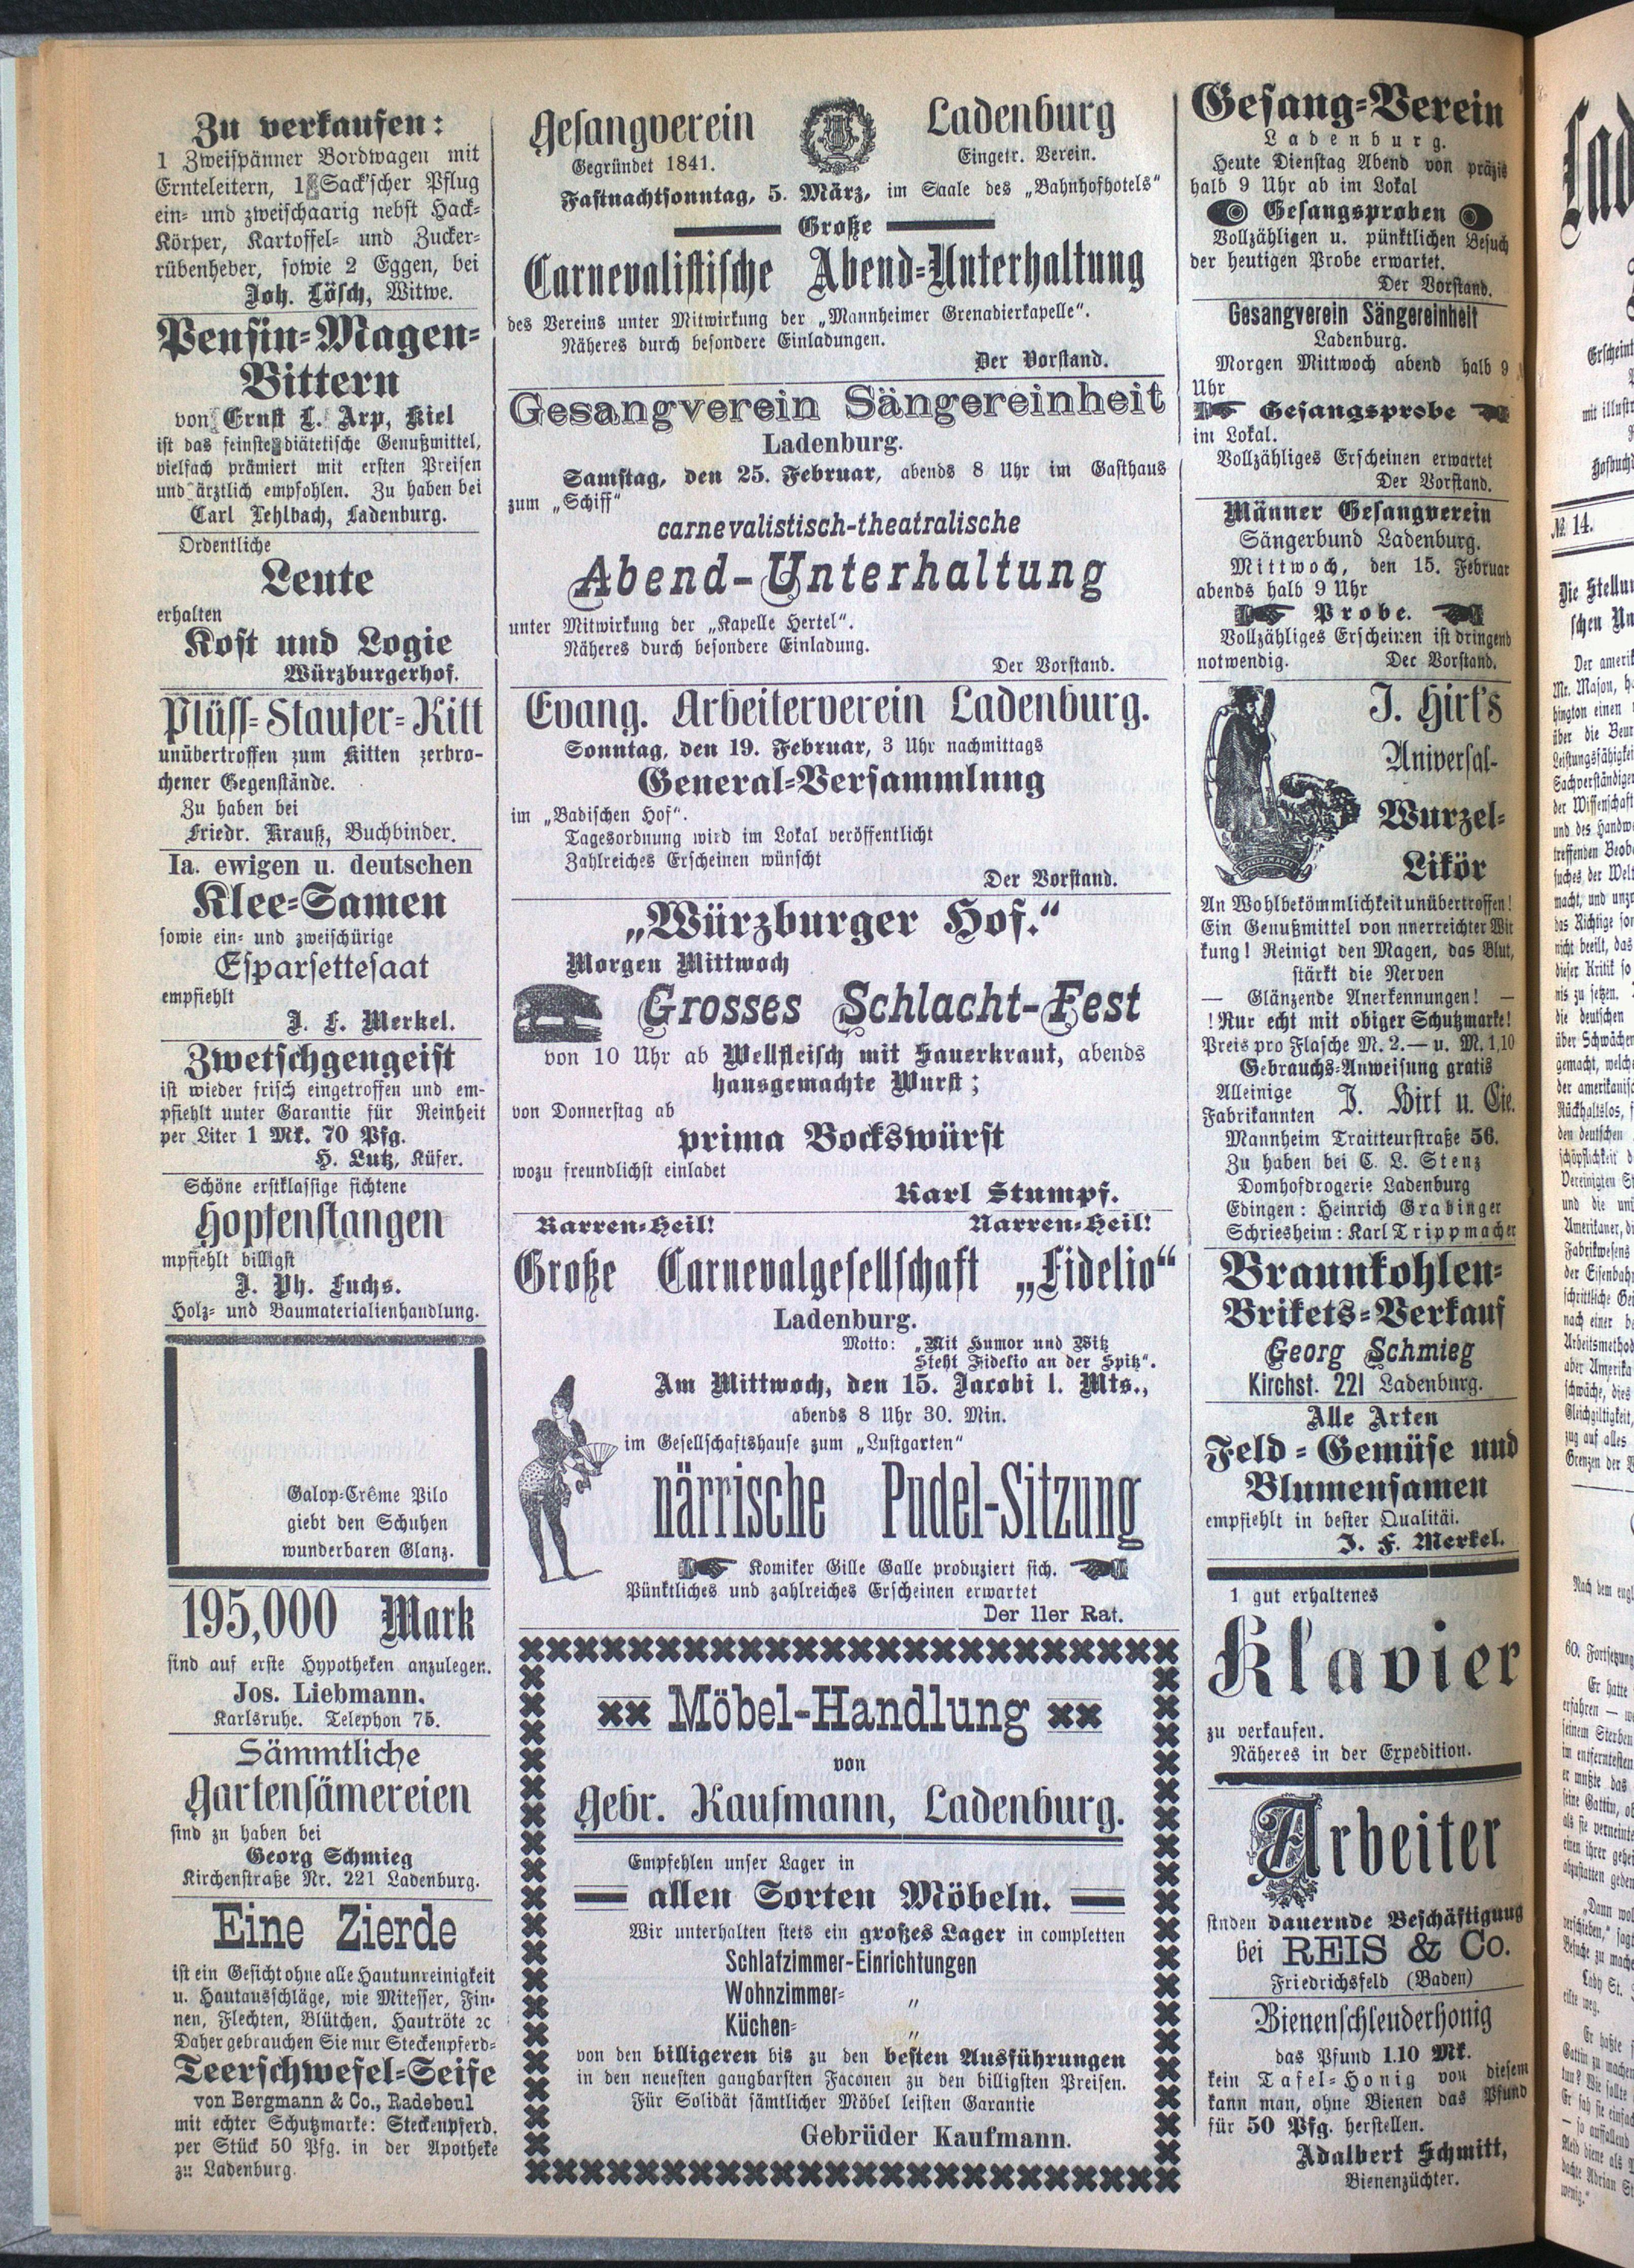 Zu verkaufen:
1 Zweispänner Bordwagen mit
Ernteleitern, 1 Sack'scher Pflug
ein- und zweischaarig nebst Hack-
Körper, Kartoffel- und Zucker-
rübenheber, sowie 2 Eggen, bei
Joh. Lösch, Witwe.
Pensin-Magen-
Bittern
von Ernst L. Arp, Kiel
ist das feinste diätetische Genußmittel,
vielfach prämiert mit ersten Preisen
und ärztlich empfohlen. Zu haben bei
Carl Lehlbach, Ladenburg.
Ordentliche
Leute
erhalten
Kost und Logie
Würzburgerhof.
Plüss-Staufer-Kitt
unübertroffen zum Kitten zerbro-
chener Gegenstände.
Zu haben bei
Friedr. Krauß, Buchbinder.
Ia. ewigen u. deutschen
Klee-Samen
sowie ein- und zweischürige
Esparsettesaat
empfiehlt
J. F. Merkel.
Zwetschgengeist
ist wieder frisch eingetroffen und em-
pfiehlt unter Garantie für Reinheit
per Liter 1 Mk. 70 Pfg.
H. Lutz, Küfer.
Schöne erstklassige fichtene
Hopfenstangen
mpfiehlt billigst
J. Ph. Fuchs.
Holz- und Baumaterialienhandlung.
Galop-Crême Pilo
giebt den Schuhen
wunderbaren Glanz.
195,000 Mark
sind auf erste Hypotheken anzulegen.
Jos. Liebmann.
Karlsruhe. Telephon 75.
Sämmtliche
Gartensämereien
sind zu haben bei
Georg Schmieg
Kirchenstraße Nr. 221 Ladenburg.
Eine Zierde
ist ein Gesicht ohne alle Hautunreinigkeit
u. Hautausschläge, wie Mitesser, Fin-
nen, Flechten, Blütchen, Hautröte ꝛc
Daher gebrauchen Sie nur Steckenpferd-
Teerschwefel-Seife
von Bergmann & Co., Radebeul
mit echter Schutzmarke: Steckenpferd.
per Stück 50 Pfg. in der Apotheke
zu Ladenburg.
Gesangverein Ladenburg
Gegründet 1841. Eingetr. Verein.
Fastnachtsonntag, 5. März, im Saale des „Bahnhofhotels“
Große
Carnevalistische Abend-Unterhaltung
des Vereins unter Mitwirkung der „Mannheimer Grenadierkapelle“.
Näheres durch besondere Einladungen.
Der Vorstand.
Gesangverein Sängereinheit
Ladenburg.
Samstag, den 25. Februar, abends 8 Uhr im Gasthaus
zum „Schiff“
carnevalistisch-theatralische
Abend-Unterhaltung
unter Mitwirkung der „Kapelle Hertel“.
Näheres durch besondere Einladung.
Der Vorstand.
Evang. Arbeiterverein Ladenburg.
Sonntag, den 19. Februar, 3 Uhr nachmittags
General-Versammlung
im „Badischen Hof“.
Tagesordnung wird im Lokal veröffentlicht
Zahlreiches Erscheinen wünscht
Der Vorstand.
„Würzburger Hof.“
Morgen Mittwoch
Grosses Schlacht-Fest
von 10 Uhr ab Wellfleisch mit Sauerkraut, abends
hausgemachte Wurst;
von Donnerstag ab
prima Bockswürst
wozu freundlichst einladet
Karl Stumpf.
Karren-Heil! Narren-Heil!
Große Carnevalgesellschaft „Fidelio“
Ladenburg.
Motto: „Mit Humor und Witz
Steht Fidelio an der Spitz“.
Am Mittwoch, den 15. Jacobi l. Mts.,
abends 8 Uhr 30. Min.
im Gesellschaftshause zum „Lustgarten“
närrische Pudel-Sitzung
Komiker Gille Galle produziert sich.
Pünktliches und zahlreiches Erscheinen erwartet
Der 11er Rat.
Möbel-Handlung
von
Gebr. Kaufmann, Ladenburg.
Empfehlen unser Lager in
allen Sorten Möbeln.
Wir unterhalten stets ein großes Lager in completten
Schlafzimmer-Einrichtungen
Wohnzimmer- „
Küchen- „
von den billigeren bis zu den besten Ausführungen
in den neuesten gangbarsten Faconen zu den billigsten Preisen.
Für Solidät sämtlicher Möbel leisten Garantie
Gebrüder Kaufmann.
Gesang-Verein
Ladenburg.
Heute Dienstag Abend von präzis
halb 9 Uhr ab im Lokal
Gesangsproben
Vollzähligen u. pünktlichen Besuch
der heutigen Probe erwartet.
Der Vorstand.
Gesangverein Sängereinheit
Ladenburg.
Morgen Mittwoch abend halb 9
Uhr
Gesangsprobe
im Lokal.
Vollzähliges Erscheinen erwartet
Der Vorstand.
Männer Gesangverein
Sängerbund Ladenburg.
Mittwoch, den 15. Februar
abends halb 9 Uhr
Probe.
Vollzähliges Erscheinen ist dringend
notwendig. Der Vorstand.
J. Hirt's
Universal-
Wurzel-
Likör
An Wohlbekömmlichkeit unübertroffen!
Ein Genußmittel von nnerreichter Wir
kung! Reinigt den Magen, das Blut,
stärkt die Nerven
— Glänzende Anerkennungen! —
!Nur echt mit obiger Schutzmarke!
Preis pro Flasche M. 2.— u. M. 1,10
Gebrauchs-Anweisung gratis
Alleinige
Fabrikannten J. Hirt u. Cie.
Mannheim Traitteurstraße 56.
Zu haben bei C. L. Stenz
Domhofdrogerie Ladenburg
Edingen: Heinrich Grabinger
Schriesheim: Karl Trippmacher
Braunkohlen-
Brikets-Verkauf
Georg Schmieg
Kirchst. 221 Ladenburg.
Alle Arten
Feld-Gemüse und
Blumensamen
empfiehlt in bester Qualitäi.
J. F. Merkel.
1 gut erhaltenes
Klavier
zu verkaufen.
Näheres in der Expedition.
Arbeiter
finden dauernde Beschäftigung
bei REIS & Co.
Friedrichsfeld (Baden)
Bienenschleuderhonig
das Pfund 1.10 Mk.
kein Tafel-Honig von diesem
kann man, ohne Bienen das Pfund
für 50 Pfg. herstellen.
Adalbert Schmitt,
Bienenzüchter.
№ 14.